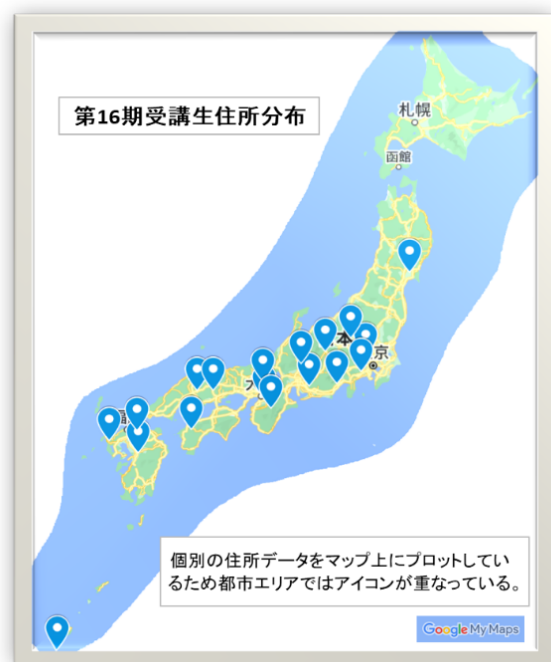 第16期受講生住所分布
札幌
函館
本
京
個別の住所データをマップ上にプロットしてい
るため都市エリアではアイコンが重なっている。
Google My Maps